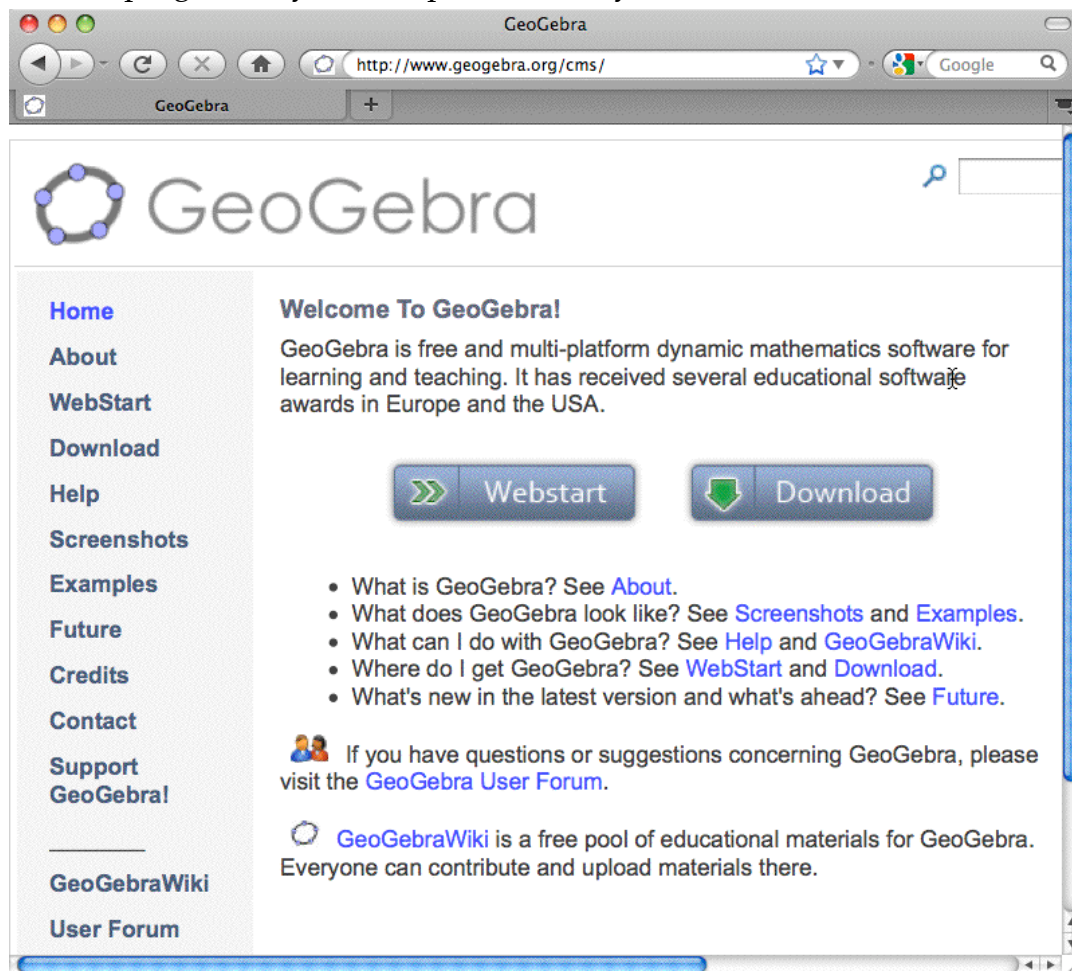 GeoGebra
http://www.geogebra.org/cms/
Google
GeoGebra
+
GeoGebra
Home
About
WebStart
Download
Help
Screenshots
Examples
Future
Credits
Contact
Support
GeoGebra!
GeoGebraWiki
User Forum
Welcome To GeoGebra!
GeoGebra is free and multi-platform dynamic mathematics software for
learning and teaching. It has received several educational software
awards in Europe and the USA.
Webstart
Download
• What is GeoGebra? See About.
• What does GeoGebra look like? See Screenshots and Examples.
• What can I do with GeoGebra? See Help and GeoGebraWiki.
• Where do I get GeoGebra? See WebStart and Download.
• What's new in the latest version and what's ahead? See Future.
If you have questions or suggestions concerning GeoGebra, please
visit the GeoGebra User Forum.
GeoGebraWiki is a free pool of educational materials for GeoGebra.
Everyone can contribute and upload materials there.